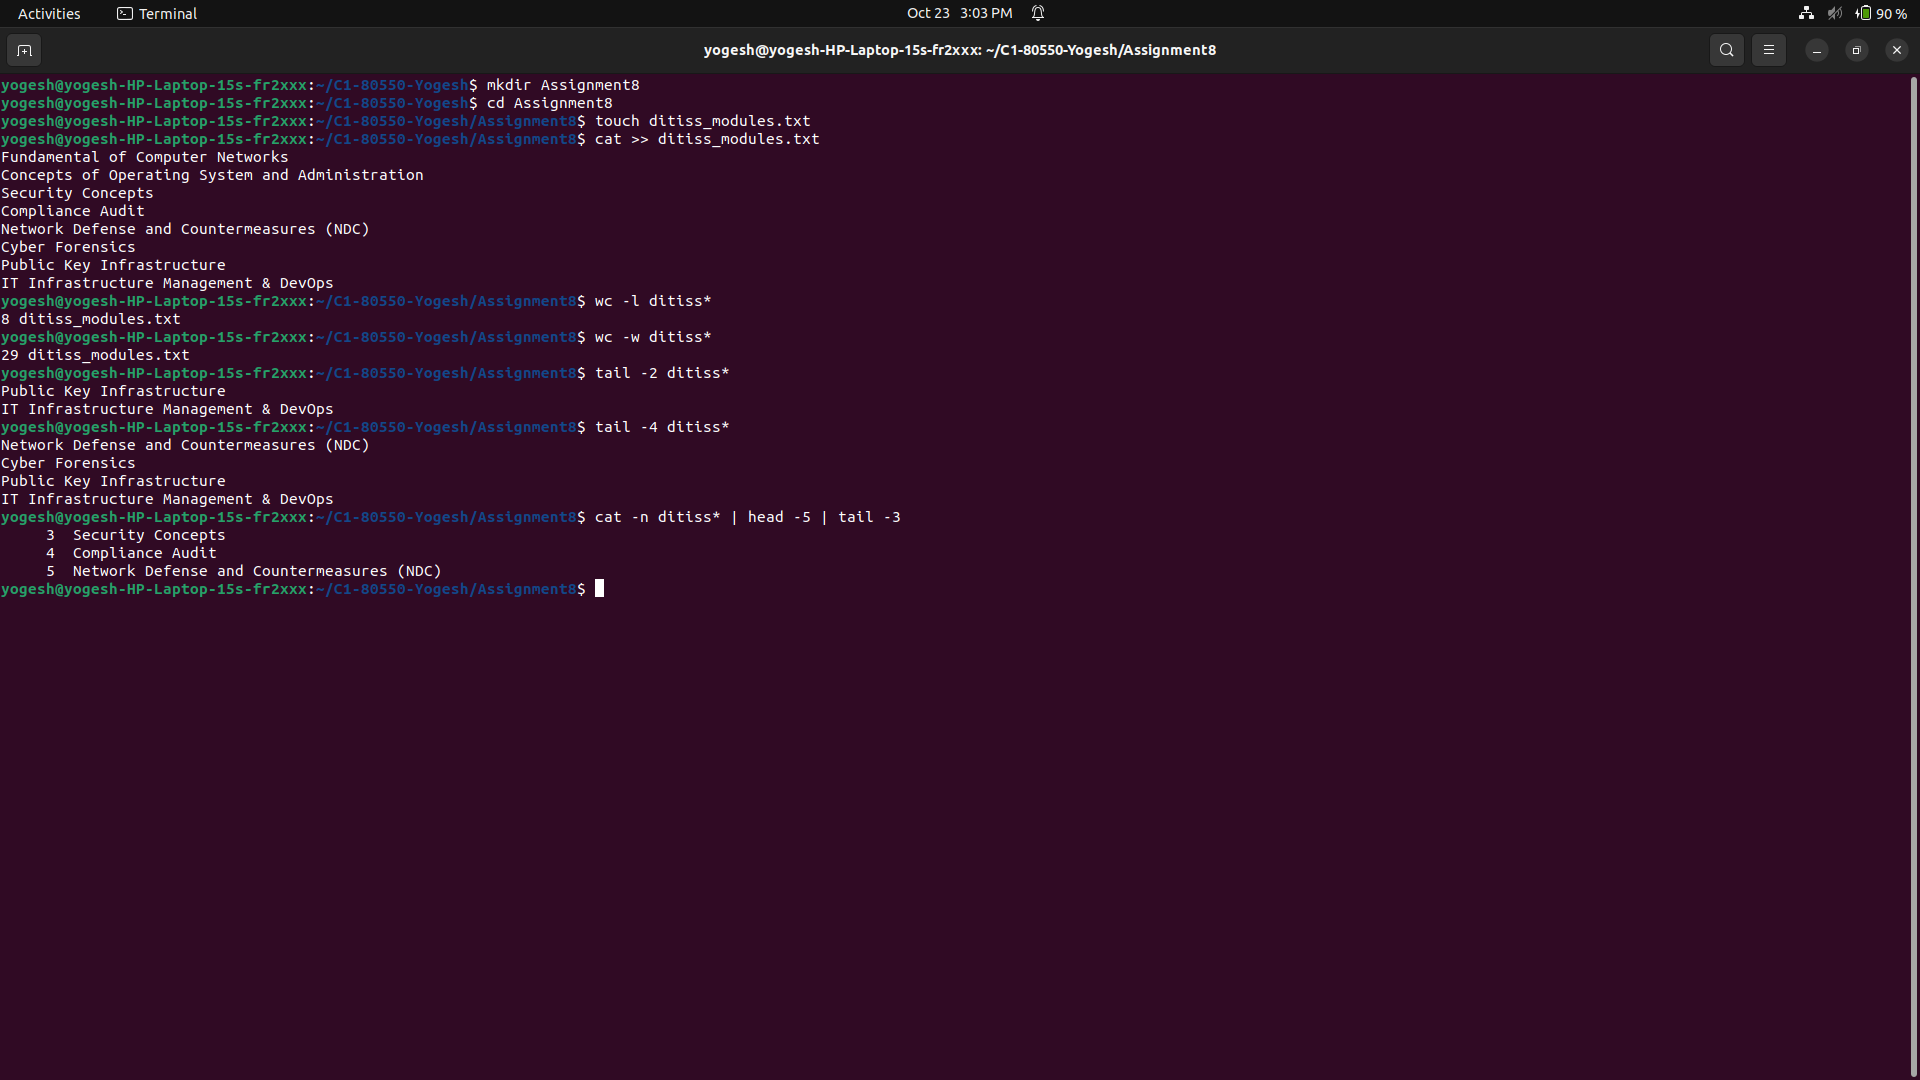 Activities Terminal Oct 23 3:03 PM 90 %
yogesh@yogesh-HP-Laptop-15s-fr2xxx: ~/C1-80550-Yogesh/Assignment8
yogesh@yogesh-HP-Laptop-15s-fr2xxx:~/C1-80550-Yogesh$ mkdir Assignment8
yogesh@yogesh-HP-Laptop-15s-fr2xxx:~/C1-80550-Yogesh$ cd Assignment8
yogesh@yogesh-HP-Laptop-15s-fr2xxx:~/C1-80550-Yogesh/Assignment8$ touch ditiss_modules.txt
yogesh@yogesh-HP-Laptop-15s-fr2xxx:~/C1-80550-Yogesh/Assignment8$ cat >> ditiss_modules.txt
Fundamental of Computer Networks
Concepts of Operating System and Administration
Security Concepts
Compliance Audit
Network Defense and Countermeasures (NDC)
Cyber Forensics
Public Key Infrastructure
IT Infrastructure Management & DevOps
yogesh@yogesh-HP-Laptop-15s-fr2xxx:~/C1-80550-Yogesh/Assignment8$ wc -l ditiss*
8 ditiss_modules.txt
yogesh@yogesh-HP-Laptop-15s-fr2xxx:~/C1-80550-Yogesh/Assignment8$ wc -w ditiss*
29 ditiss_modules.txt
yogesh@yogesh-HP-Laptop-15s-fr2xxx:~/C1-80550-Yogesh/Assignment8$ tail -2 ditiss*
Public Key Infrastructure
IT Infrastructure Management & DevOps
yogesh@yogesh-HP-Laptop-15s-fr2xxx:~/C1-80550-Yogesh/Assignment8$ tail -4 ditiss*
Network Defense and Countermeasures (NDC)
Cyber Forensics
Public Key Infrastructure
IT Infrastructure Management & DevOps
yogesh@yogesh-HP-Laptop-15s-fr2xxx:~/C1-80550-Yogesh/Assignment8$ cat -n ditiss* | head -5 | tail -3
     3  Security Concepts
     4  Compliance Audit
     5  Network Defense and Countermeasures (NDC)
yogesh@yogesh-HP-Laptop-15s-fr2xxx:~/C1-80550-Yogesh/Assignment8$